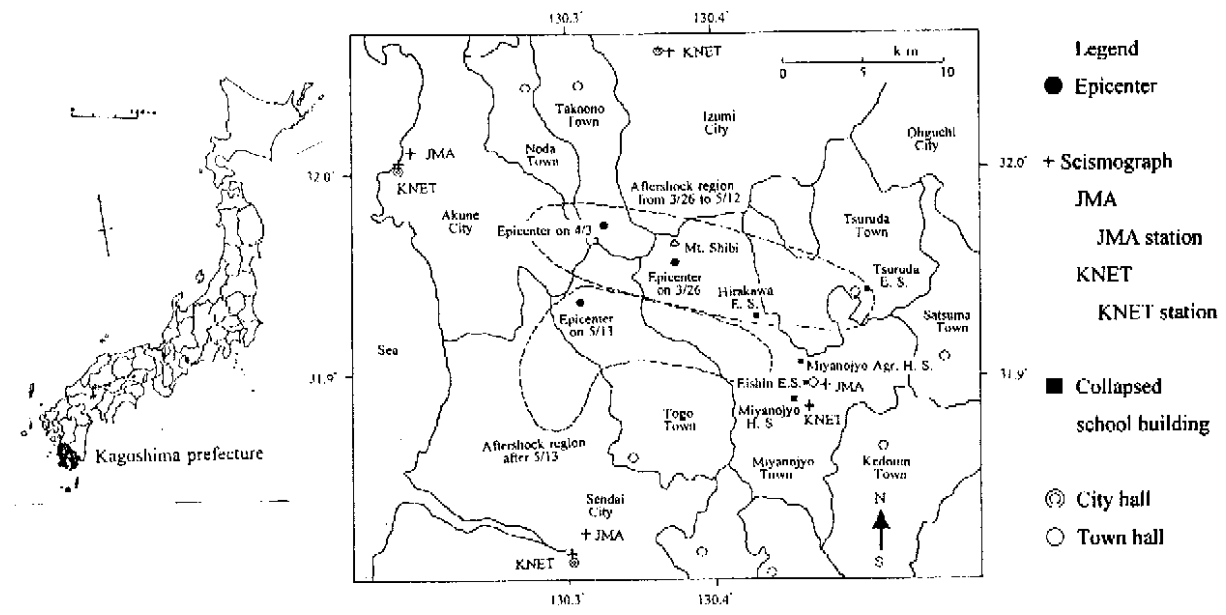 Kagoshima prefecture
130.3°
130.4°
KNET
k m
0
5
10
Takaono
Town
Izumi
City
Ohguchi
City
Noda
Town
JMA
KNET
32.0°
32.0°
Aftershock region
from 3/26 to 5/12
Akune
City
Epicenter on 4/3
Mt. Shibi
Tsuruda
Town
Epicenter
on 3/26
Tsuruda
E. S.
Hirakawa
E. S.
Epicenter
on 5/13
Satsuma
Town
Sea
Miyanojyo Agr. H. S.
31.9°
31.9°
Eishin E.S.
JMA
Miyanojyo
H. S
KNET
Togo
Town
Aftershock region
after 5/13
Miyanojyo
Town
Kedouin
Town
Sendai
City
N
S
JMA
KNET
130.3°
130.4°
Legend
Epicenter
Seismograph
JMA
JMA station
KNET
KNET station
Collapsed
school building
City hall
Town hall